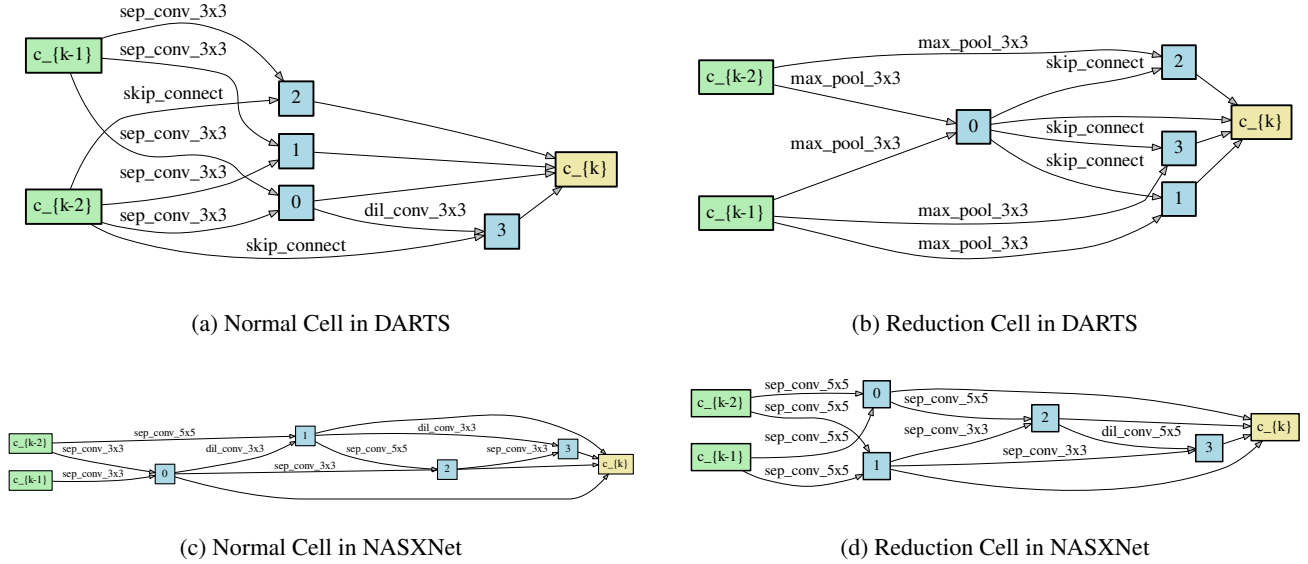 sep_conv_3x3
c_{k-1}
sep_conv_3x3
2
skip_connect
sep_conv_3x3
1
c_{k}
sep_conv_3x3
c_{k-2}
0
sep_conv_3x3
dil_conv_3x3
3
skip_connect
(a) Normal Cell in DARTS
max_pool_3x3
2
c_{k-2}
skip_connect
max_pool_3x3
0
c_{k}
skip_connect
max_pool_3x3
3
skip_connect
c_{k-1}
max_pool_3x3
1
max_pool_3x3
(b) Reduction Cell in DARTS
c_{k-2}
sep_conv_5x5
sep_conv_3x3
1
dil_conv_3x3
dil_conv_3x3
sep_conv_5x5
3
sep_conv_3x3
c_{k}
c_{k-1}
sep_conv_3x3
0
sep_conv_3x3
2
(c) Normal Cell in NASXNet
sep_conv_5x5
0
c_{k-2}
sep_conv_5x5
sep_conv_5x5
2
c_{k}
sep_conv_5x5
sep_conv_3x3
dil_conv_5x5
c_{k-1}
3
sep_conv_3x3
1
sep_conv_5x5
(d) Reduction Cell in NASXNet